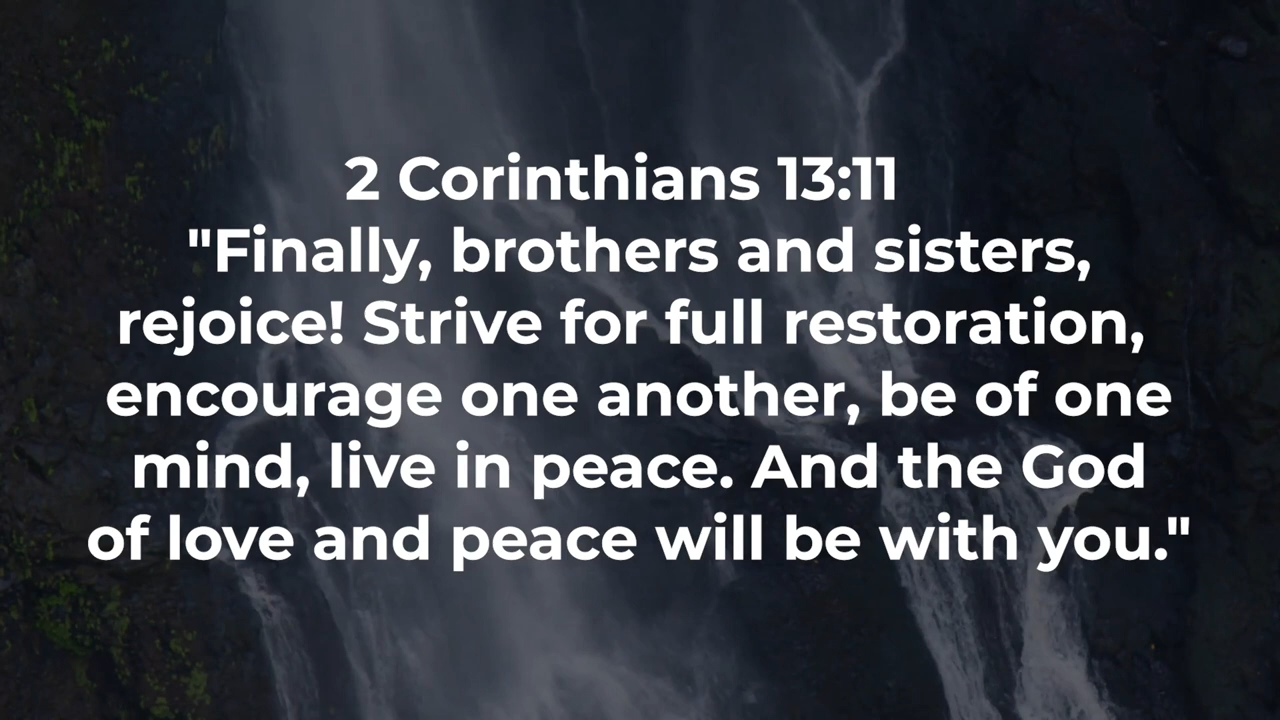 2 Corinthians 13:11
"Finally, brothers and sisters,
rejoice! Strive for full restoration,
encourage one another, be of one
mind, live in peace. And the God
of love and peace will be with you."